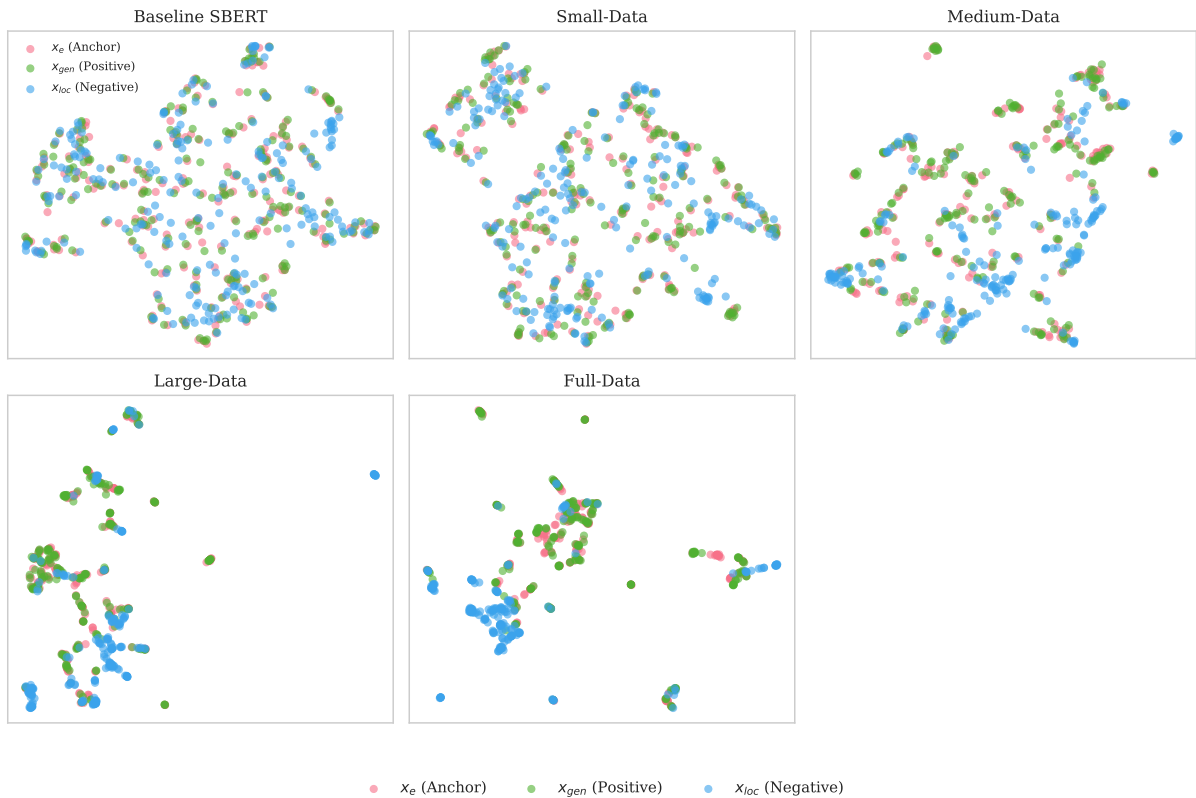 Baseline SBERT
Small-Data
Medium-Data
x_e (Anchor)
x_gen (Positive)
x_loc (Negative)
Large-Data
Full-Data
x_e (Anchor) x_gen (Positive) x_loc (Negative)